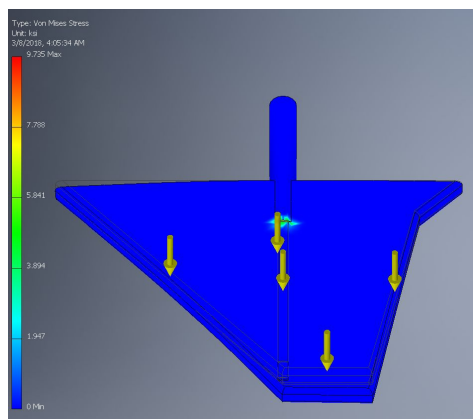 Type: Von Mises Stress
Unit: ksi
3/8/2018, 4:05:34 AM
9.735 Max
7.788
5.841
3.894
1.947
0 Min